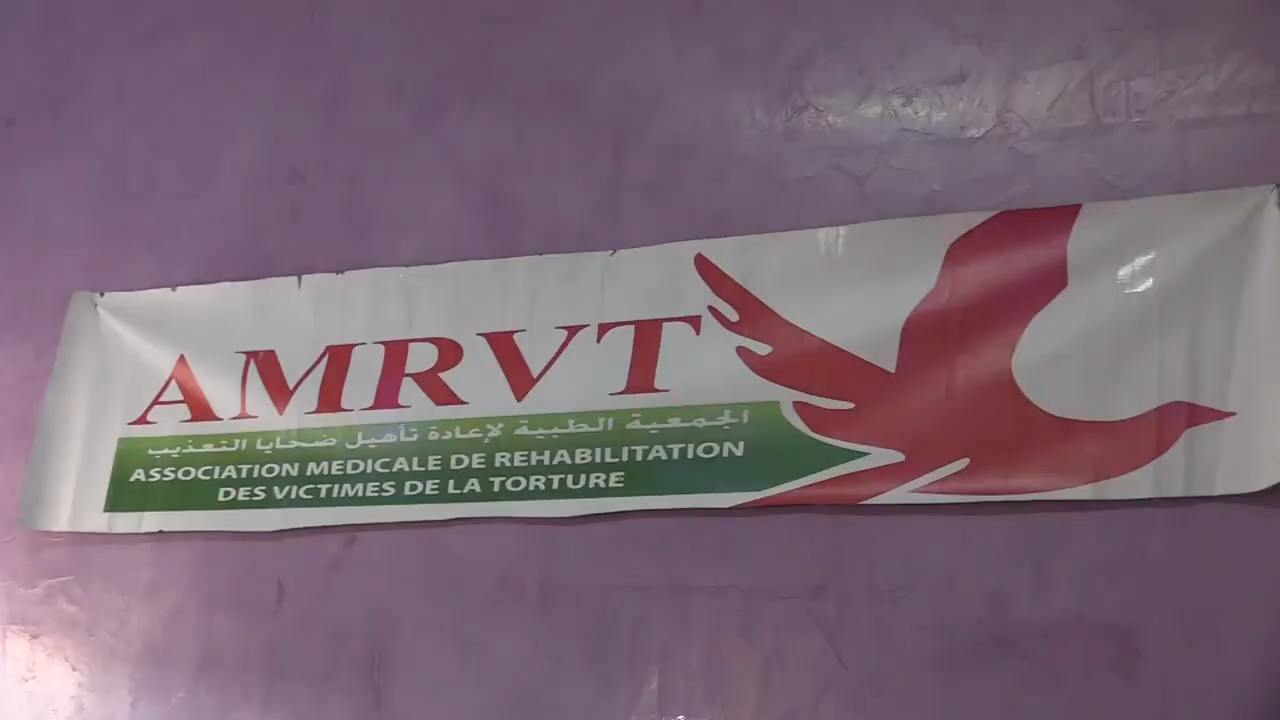 AMRVT
الجمعية الطبية لإعادة تأهيل ضحايا التعذيب
ASSOCIATION MEDICALE DE REHABILITATION
DES VICTIMES DE LA TORTURE